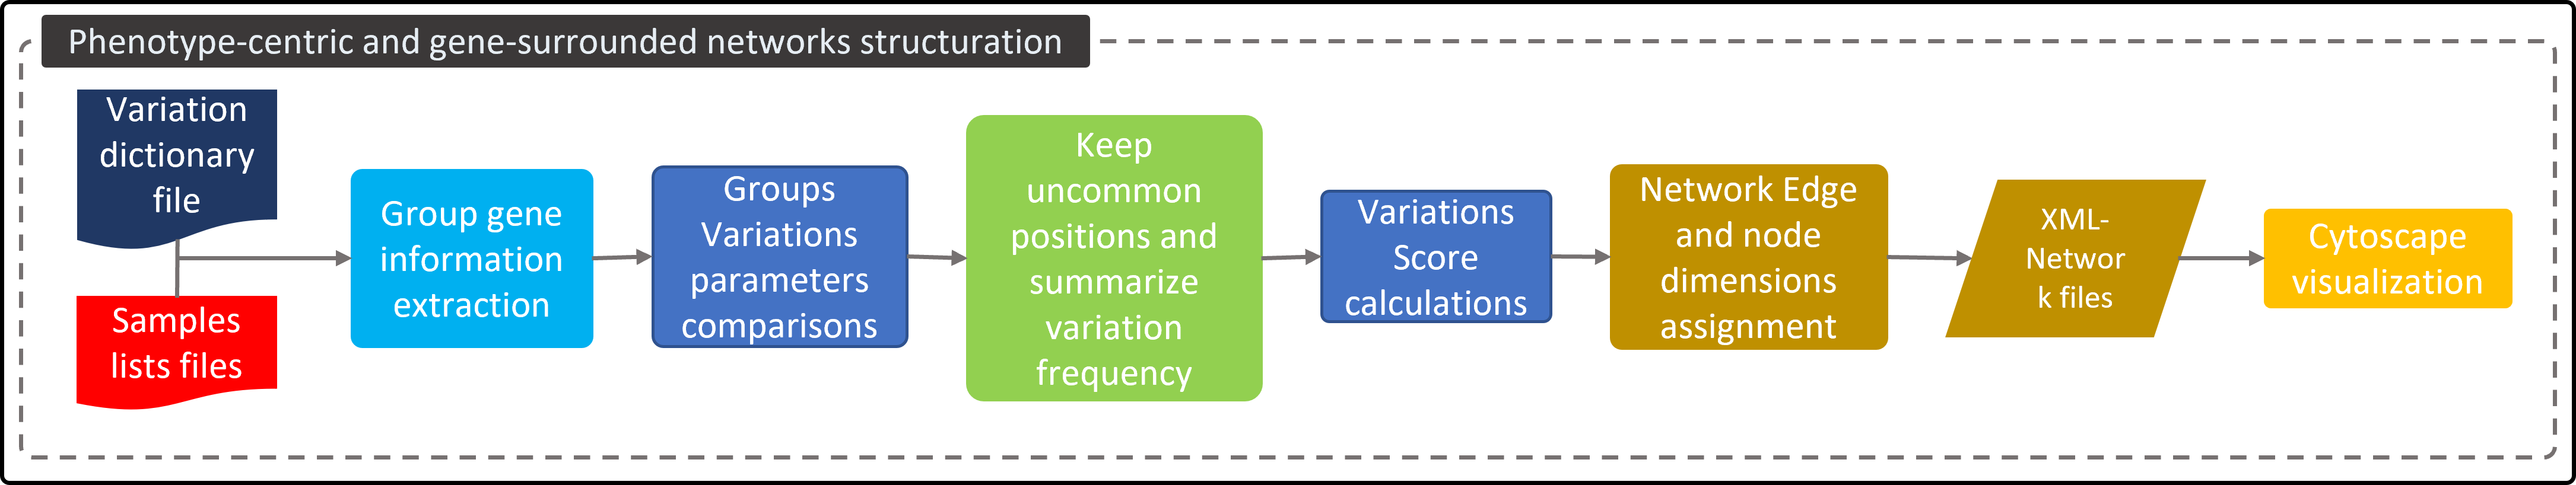 Phenotype-centric and gene-surrounded networks structuration
Variation
dictionary
file
Samples
lists files
Group gene
information
extraction
Groups
Variations
parameters
comparisons
Keep
uncommon
positions and
summarize
variation
frequency
Variations
Score
calculations
Network Edge
and node
dimensions
assignment
XML-
Networ
k files
Cytoscape
visualization